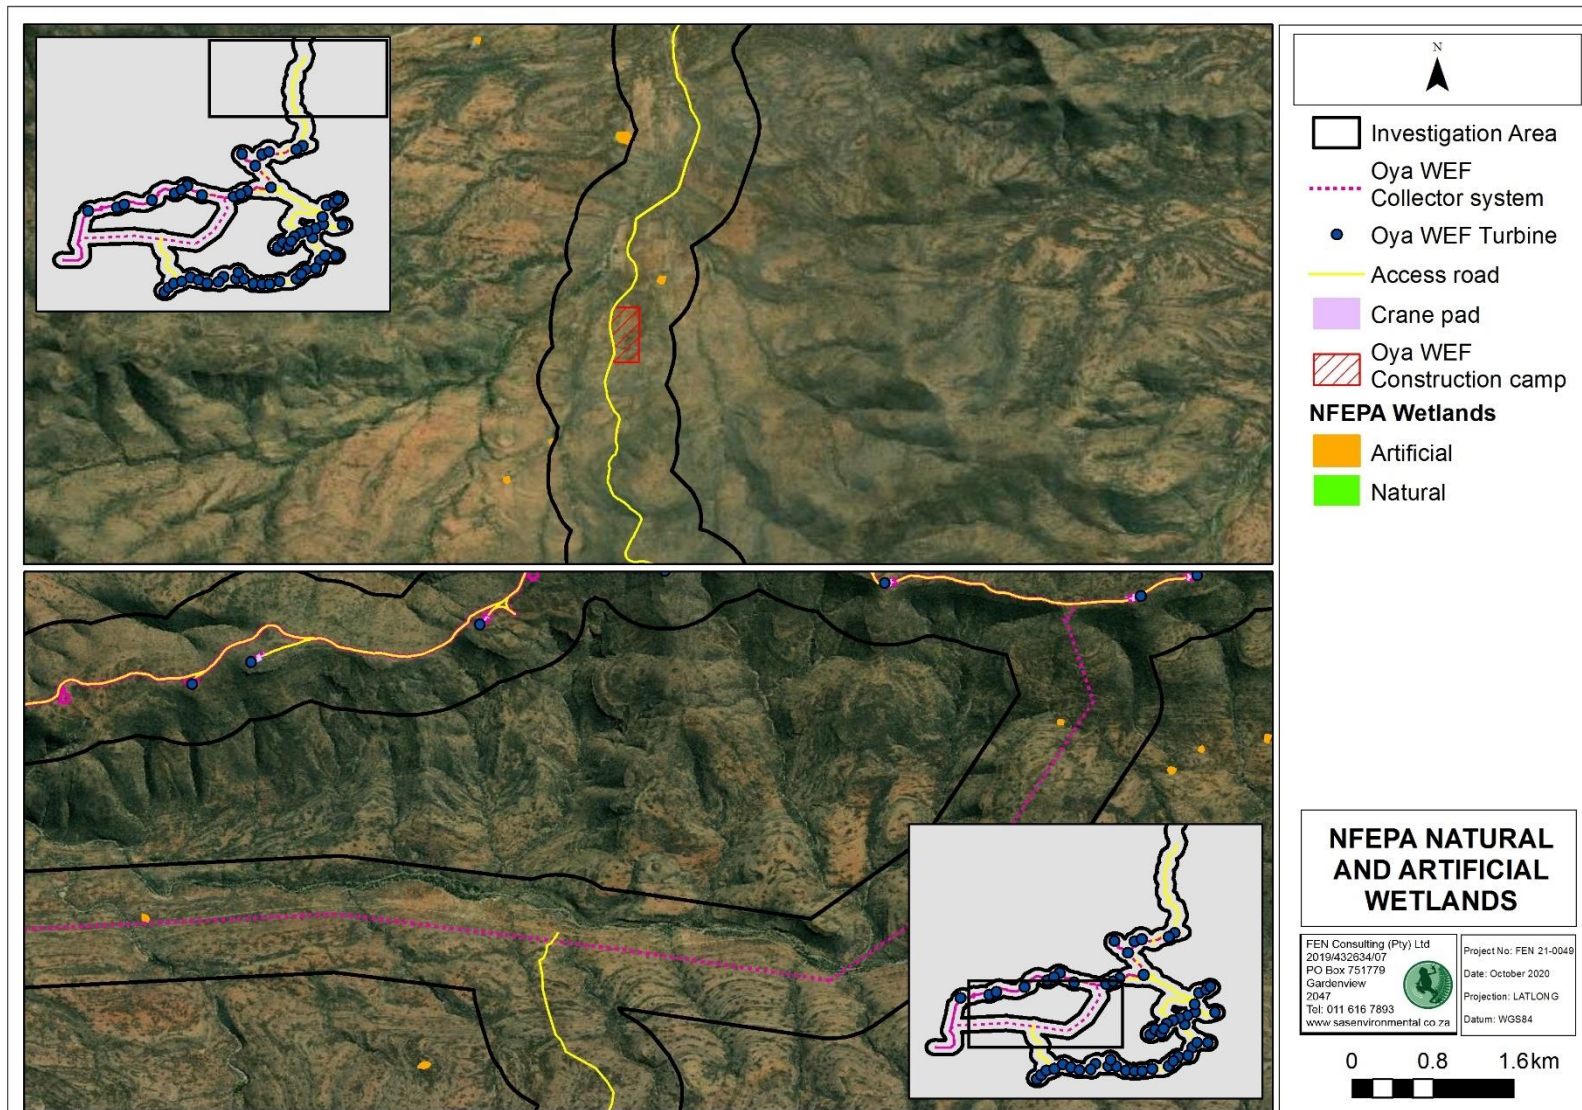 N
Investigation Area
Oya WEF
Collector system
Oya WEF Turbine
Access road
Crane pad
Oya WEF
Construction camp
NFEPA Wetlands
Artificial
Natural
NFEPA NATURAL
AND ARTIFICIAL
WETLANDS
FEN Consulting (Pty) Ltd
2019/432634/07
PO Box 751779
Gardenview
2047
Tel: 011 616 7893
www.sasenvironmental.co.za
Project No: FEN 21-0049
Date: October 2020
Projection: LATLONG
Datum: WGS84
0 0.8 1.6 km